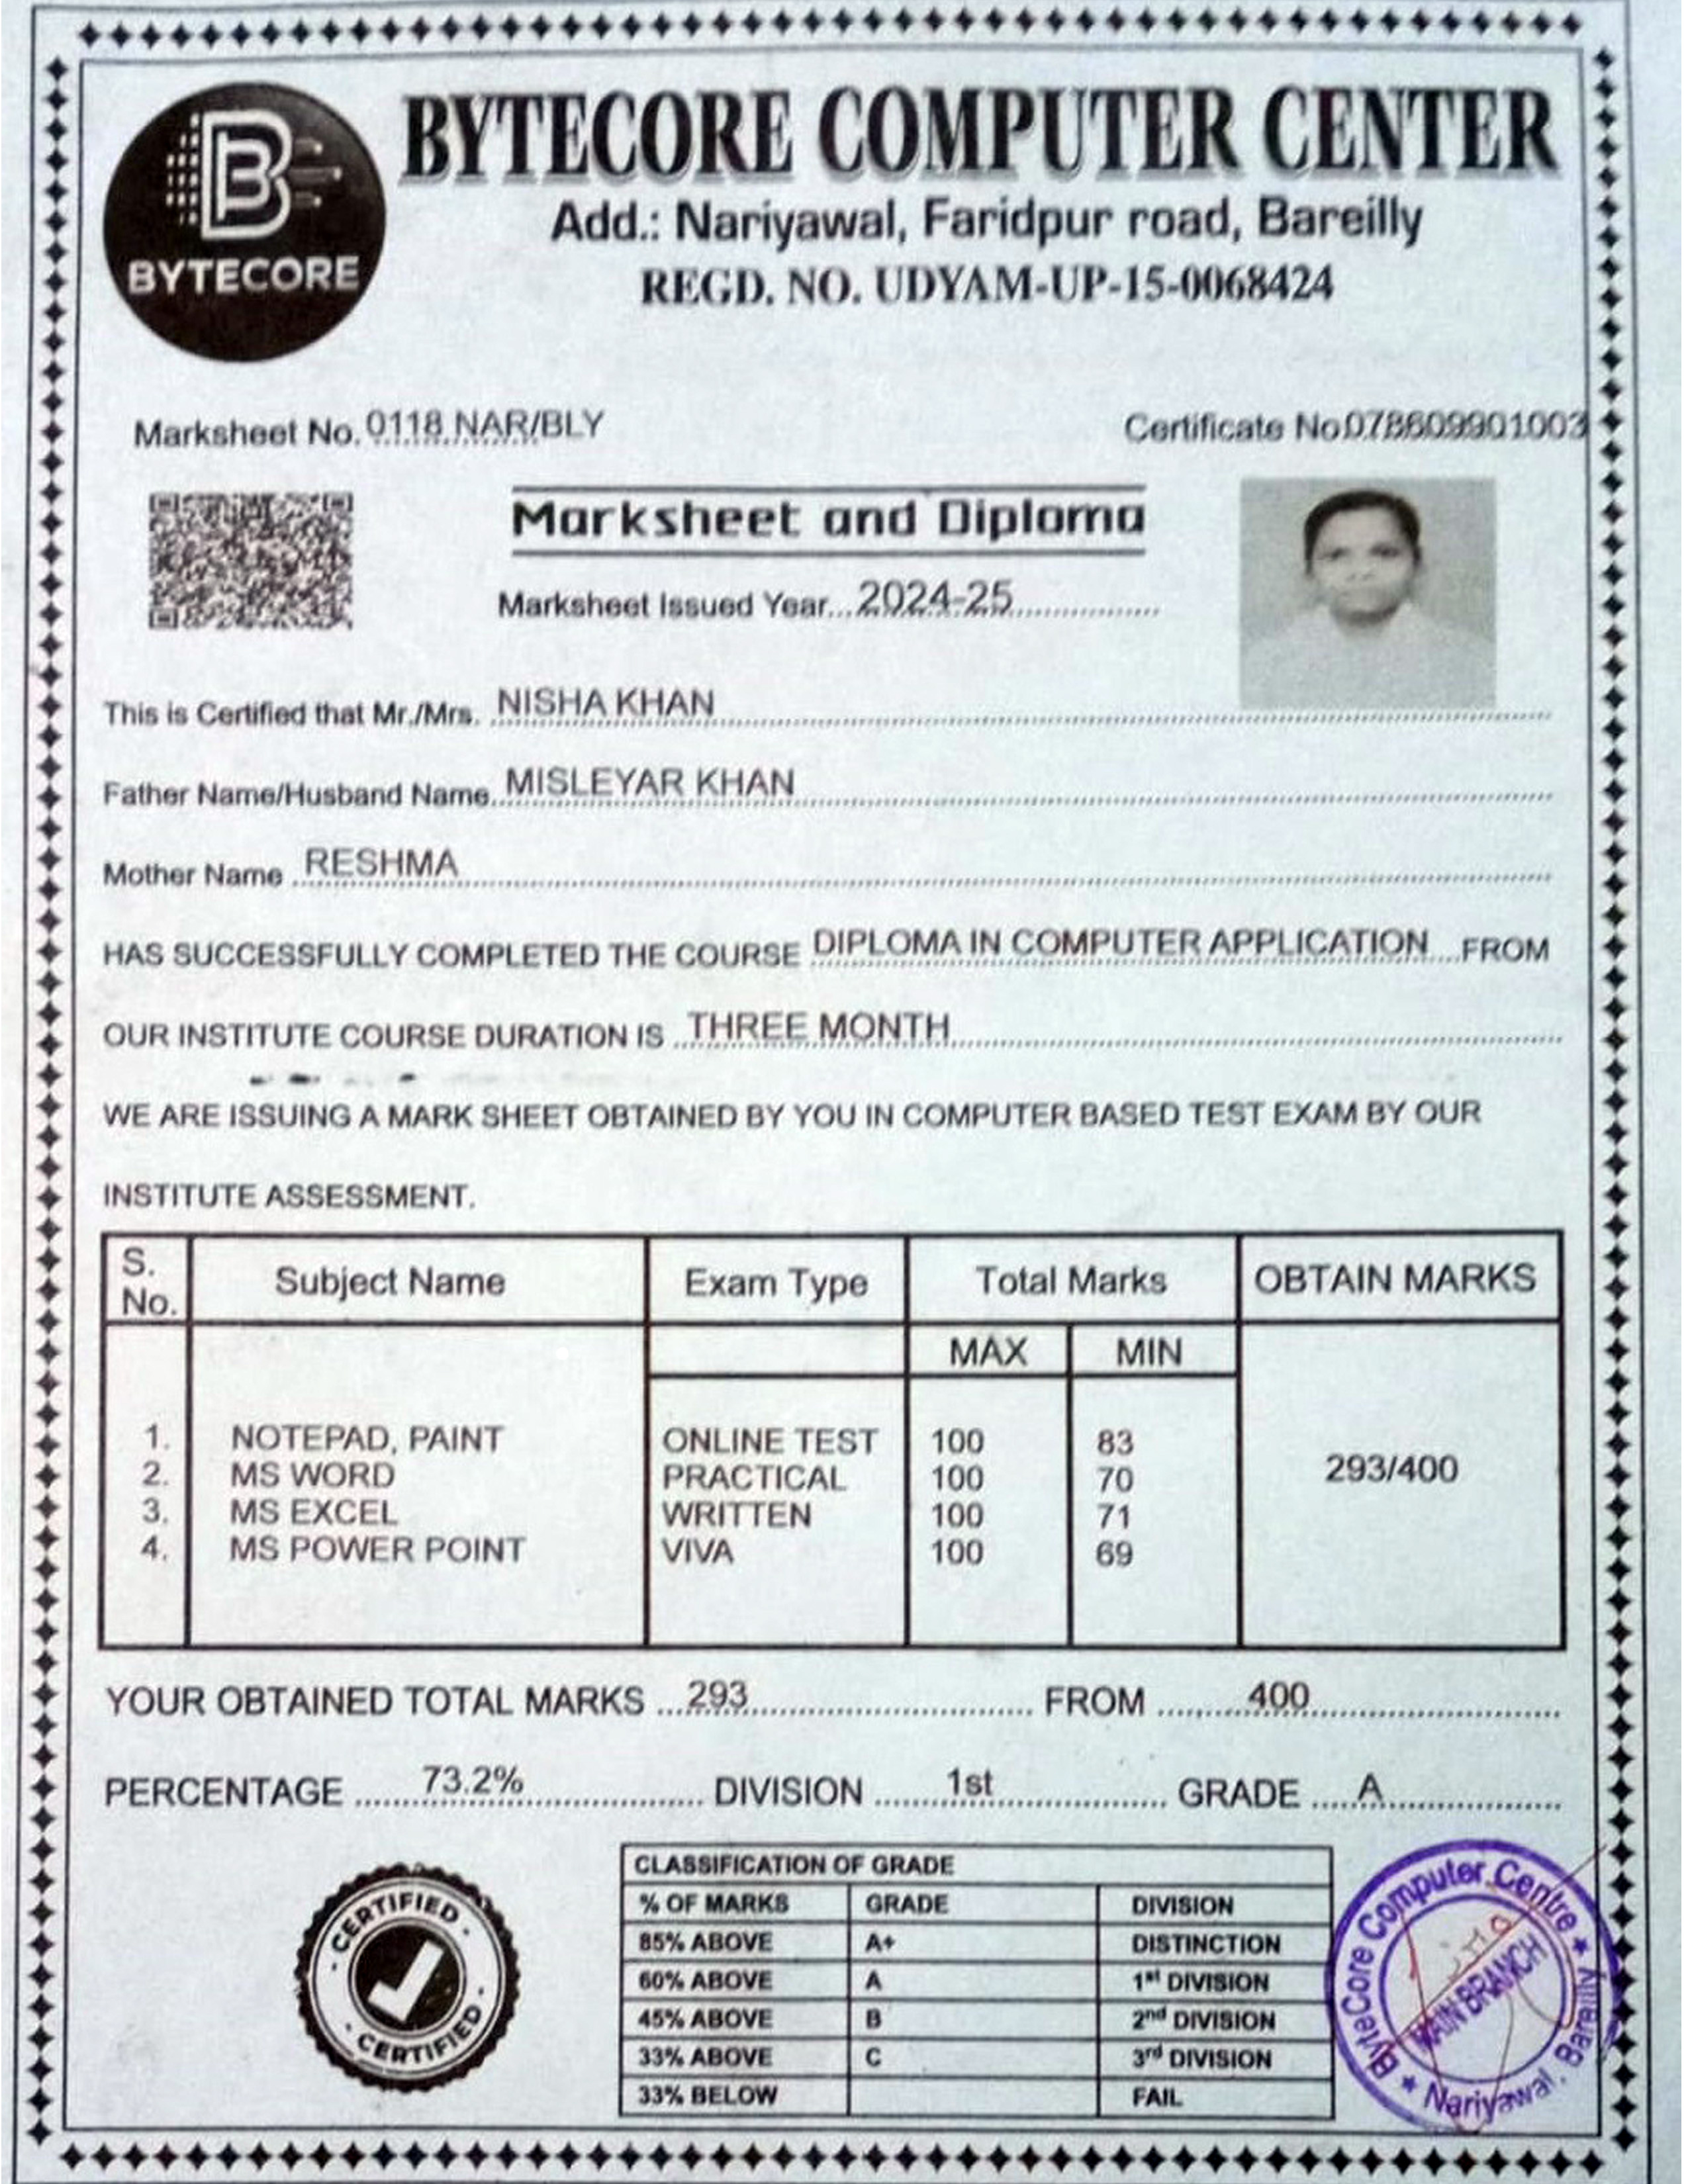 BYTECORE COMPUTER CENTER
BYTECORE
Add.: Nariyawal, Faridpur road, Bareilly
REGD. NO. UDYAM-UP-15-0068424
Marksheet No. 0118 NAR/BLY Certificate No 078609901003
Marksheet and Diploma
Marksheet Issued Year 2024-25
This is Certified that Mr./Mrs. NISHA KHAN
Father Name/Husband Name MISLEYAR KHAN
Mother Name RESHMA
HAS SUCCESSFULLY COMPLETED THE COURSE DIPLOMA IN COMPUTER APPLICATION FROM
OUR INSTITUTE COURSE DURATION IS THREE MONTH
WE ARE ISSUING A MARK SHEET OBTAINED BY YOU IN COMPUTER BASED TEST EXAM BY OUR
INSTITUTE ASSESSMENT.
S. No. Subject Name Exam Type Total Marks OBTAIN MARKS
MAX MIN
1. NOTEPAD, PAINT ONLINE TEST 100 83
2. MS WORD PRACTICAL 100 70
3. MS EXCEL WRITTEN 100 71
4. MS POWER POINT VIVA 100 69
293/400
YOUR OBTAINED TOTAL MARKS 293 FROM 400
PERCENTAGE 73.2% DIVISION 1st GRADE A
CERTIFIED
CERTIFIED
CLASSIFICATION OF GRADE
% OF MARKS GRADE DIVISION
85% ABOVE A+ DISTINCTION
60% ABOVE A 1st DIVISION
45% ABOVE B 2nd DIVISION
33% ABOVE C 3rd DIVISION
33% BELOW FAIL
ByteCore Computer Centre
MAIN BRANCH
Nariyawal, Bareilly